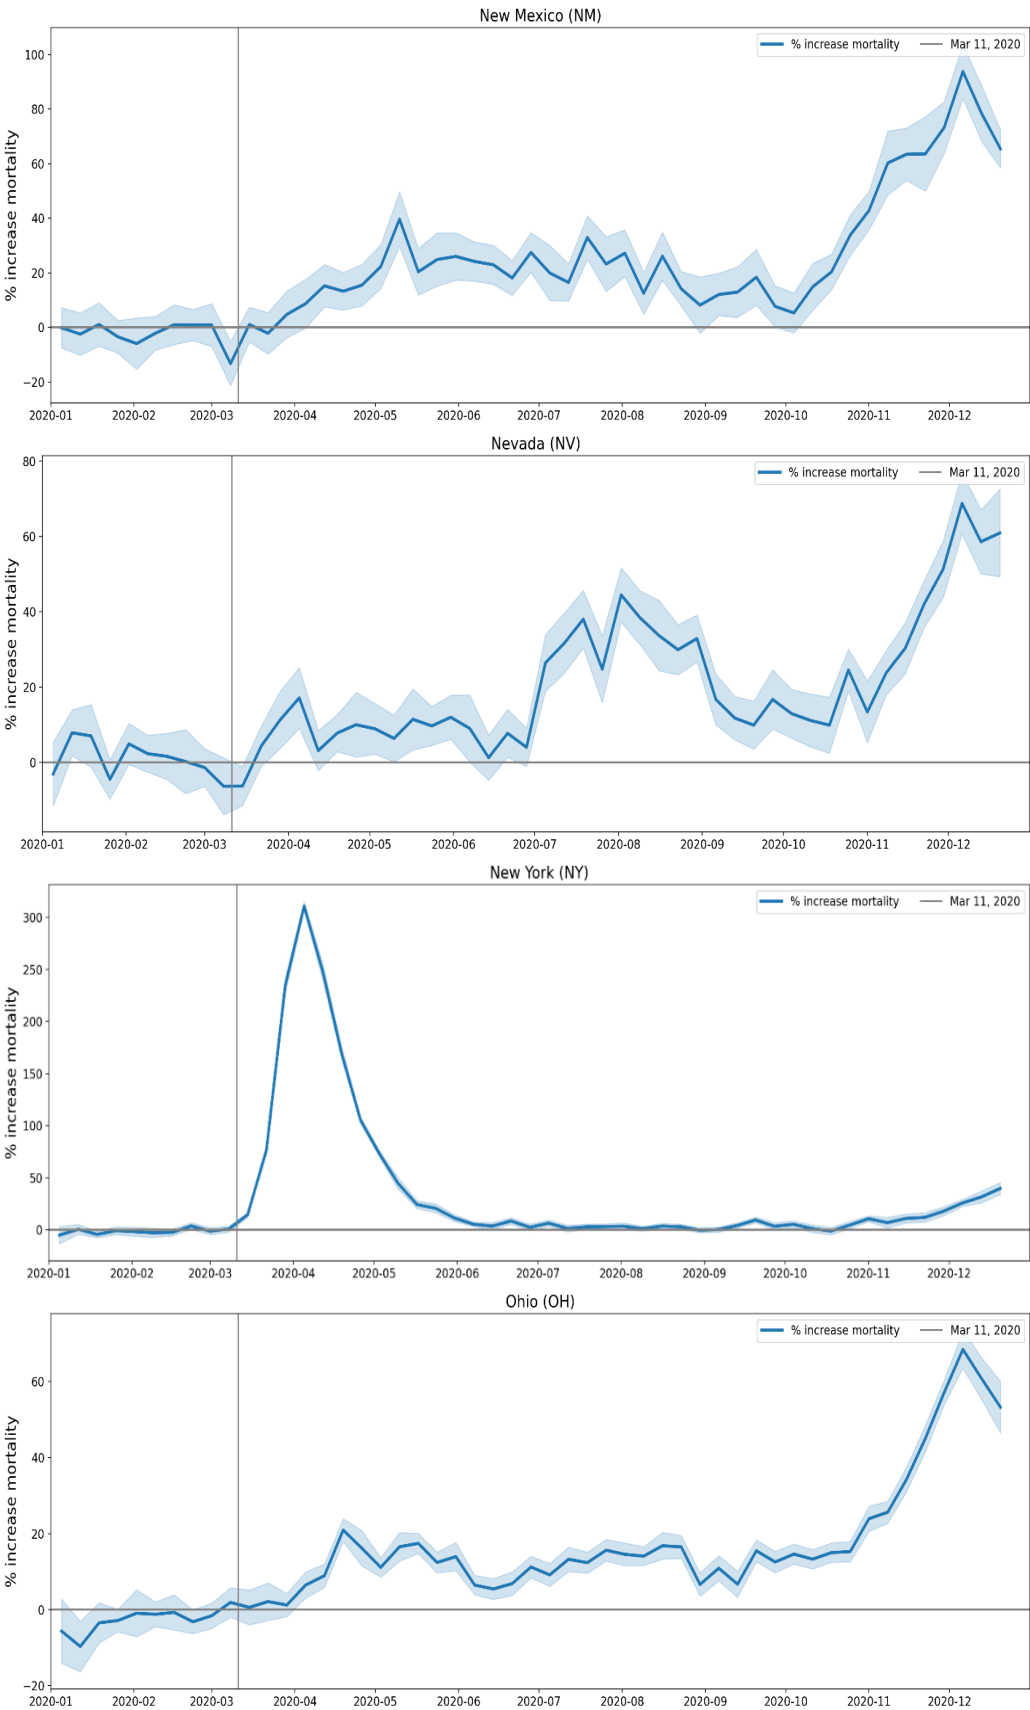 New Mexico (NM)
% increase mortality
Mar 11, 2020
% increase mortality
100
80
60
40
20
0
−20
2020-01 2020-02 2020-03 2020-04 2020-05 2020-06 2020-07 2020-08 2020-09 2020-10 2020-11 2020-12
Nevada (NV)
% increase mortality
Mar 11, 2020
% increase mortality
80
60
40
20
0
2020-01 2020-02 2020-03 2020-04 2020-05 2020-06 2020-07 2020-08 2020-09 2020-10 2020-11 2020-12
New York (NY)
% increase mortality
Mar 11, 2020
% increase mortality
300
250
200
150
100
50
0
2020-01 2020-02 2020-03 2020-04 2020-05 2020-06 2020-07 2020-08 2020-09 2020-10 2020-11 2020-12
Ohio (OH)
% increase mortality
Mar 11, 2020
% increase mortality
60
40
20
0
−20
2020-01 2020-02 2020-03 2020-04 2020-05 2020-06 2020-07 2020-08 2020-09 2020-10 2020-11 2020-12